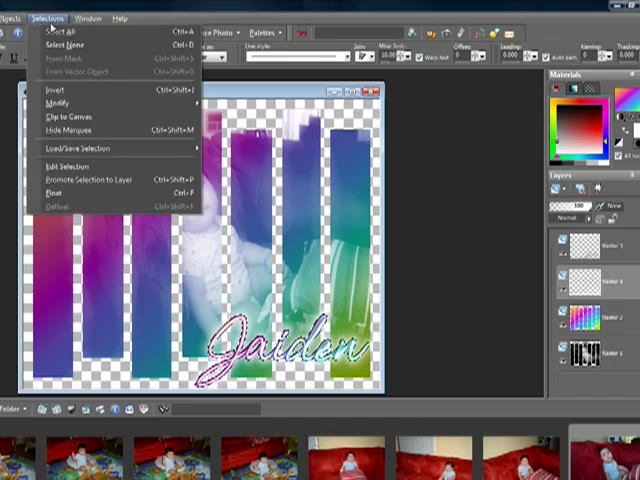 Objects Selections Window Help
Select All Ctrl+A
Select None Ctrl+D
From Mask Ctrl+Shift+S
From Vector Object Ctrl+Shift+B
Invert Ctrl+Shift+I
Modify
Clip to Canvas
Hide Marquee Ctrl+Shift+M
Load/Save Selection
Edit Selection
Promote Selection to Layer Ctrl+Shift+P
Float Ctrl+F
Defloat
Photo Palettes My
Line style: Join Miter limit: Offset: Leading: Kerning: Tracking:
10.00 Warp text 0 0.000 Auto kern 0
Materials
All tools
Layers
100 None
Normal
Raster 3
Raster 4
Raster 2
Raster 1
Jaiden
Folder